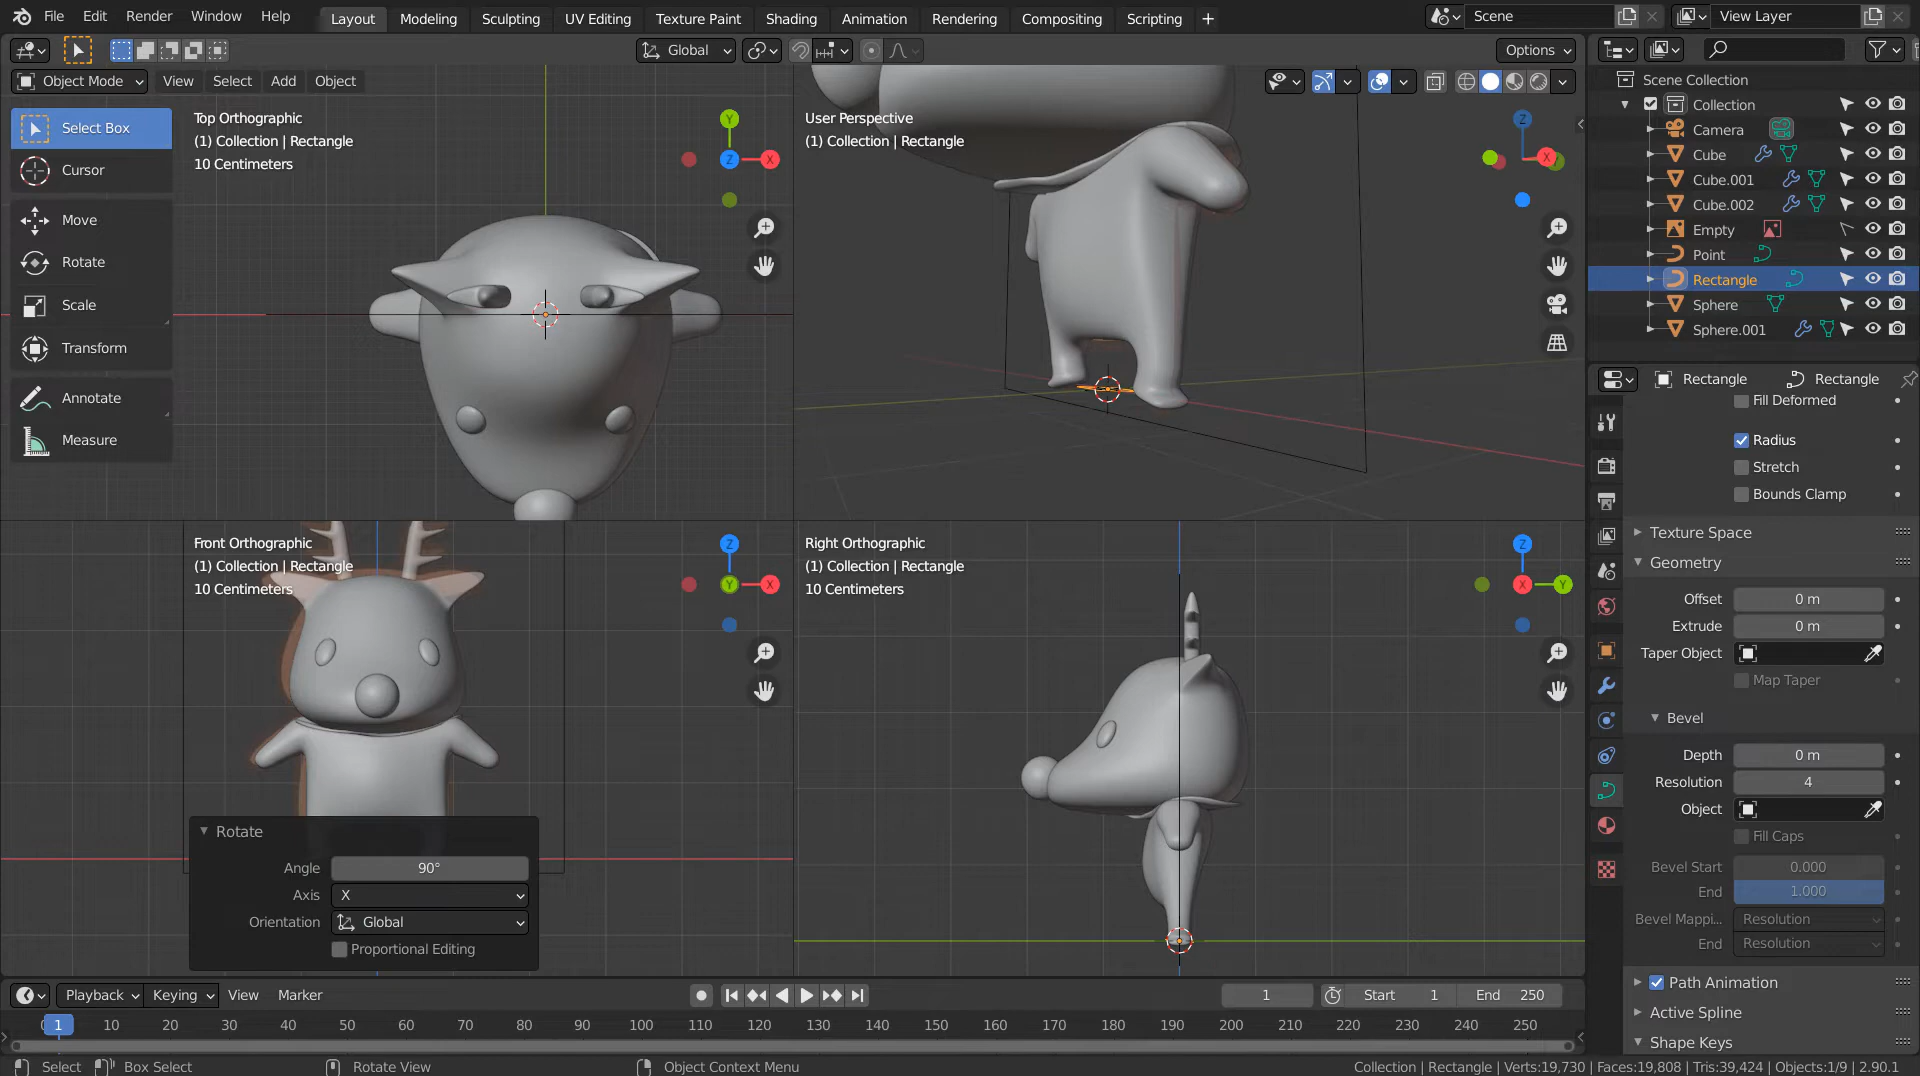 File Edit Render Window Help Layout Modeling Sculpting UV Editing Texture Paint Shading Animation Rendering Compositing Scripting + Scene View Layer
Global Options
Object Mode View Select Add Object
Select Box
Cursor
Move
Rotate
Scale
Transform
Annotate
Measure
Top Orthographic
(1) Collection | Rectangle
10 Centimeters
Y
Z
X
User Perspective
(1) Collection | Rectangle
Z
X
Front Orthographic
(1) Collection | Rectangle
10 Centimeters
Z
Y
X
Right Orthographic
(1) Collection | Rectangle
10 Centimeters
Z
X
Y
Rotate
Angle 90°
Axis X
Orientation Global
Proportional Editing
Scene Collection
Collection
Camera
Cube
Cube.001
Cube.002
Empty
Point
Rectangle
Sphere
Sphere.001
Rectangle Rectangle
Fill Deformed
Radius
Stretch
Bounds Clamp
Texture Space
Geometry
Offset 0 m
Extrude 0 m
Taper Object
Map Taper
Bevel
Depth 0 m
Resolution 4
Object
Fill Caps
Bevel Start 0.000
End 1.000
Bevel Mappi... Resolution
End Resolution
Path Animation
Active Spline
Shape Keys
Playback Keying View Marker 1 Start 1 End 250
1 10 20 30 40 50 60 70 80 90 100 110 120 130 140 150 160 170 180 190 200 210 220 230 240 250
Select Box Select Rotate View Object Context Menu Collection | Rectangle | Verts:19,730 | Faces:19,808 | Tris:39,424 | Objects:1/9 | 2.90.1